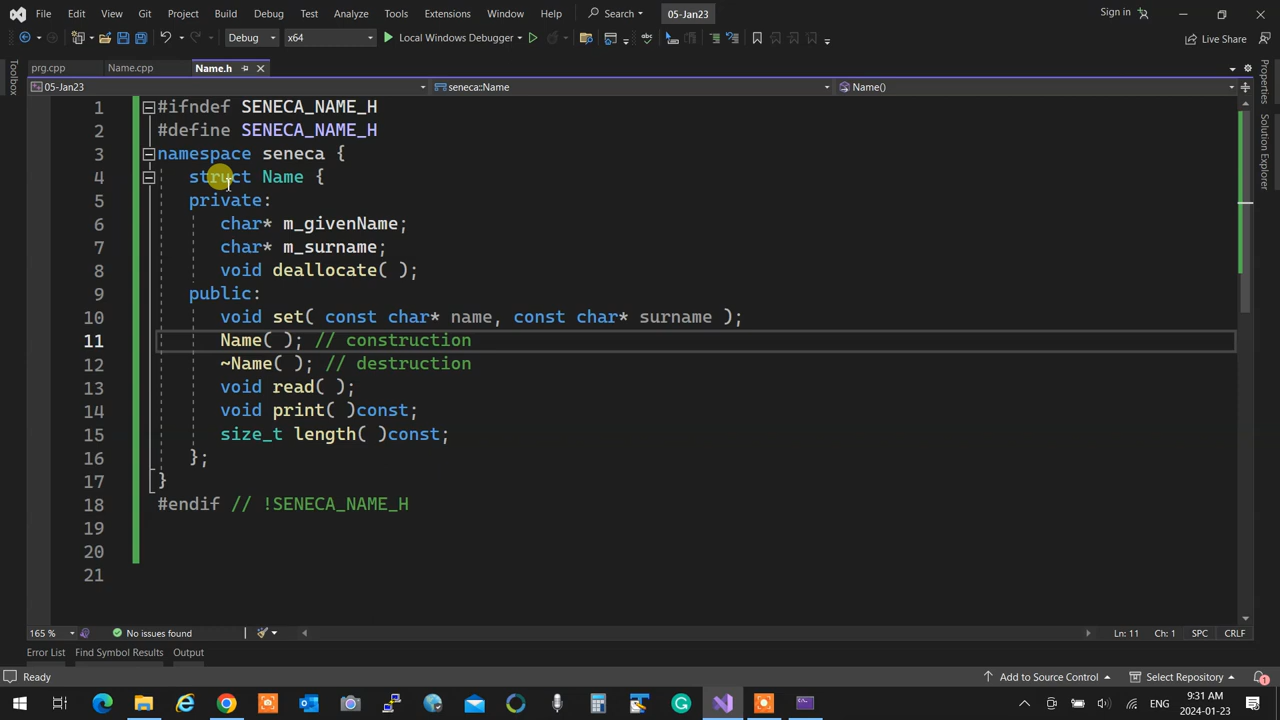 File Edit View Git Project Build Debug Test Analyze Tools Extensions Window Help Search 05-Jan23 Sign in
Debug x64 Local Windows Debugger Live Share
prg.cpp Name.cpp Name.h
05-Jan23 seneca::Name Name()
Toolbox
Properties
Solution Explorer
1 #ifndef SENECA_NAME_H
2 #define SENECA_NAME_H
3 namespace seneca {
4 struct Name {
5 private:
6 char* m_givenName;
7 char* m_surname;
8 void deallocate( );
9 public:
10 void set( const char* name, const char* surname );
11 Name( ); // construction
12 ~Name( ); // destruction
13 void read( );
14 void print( )const;
15 size_t length( )const;
16 };
17 }
18 #endif // !SENECA_NAME_H
19
20
21
165 % No issues found Ln: 11 Ch: 1 SPC CRLF
Error List Find Symbol Results Output
Ready Add to Source Control Select Repository 1
ENG 9:31 AM
2024-01-23